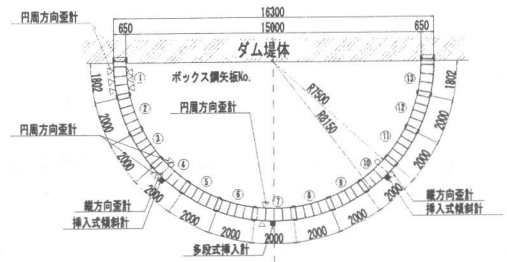 16300
15000
650
650
円周方向歪計
ダム堤体
ボックス鋼矢板No.
R7500
R8150
1802
1802
①
②
③
④
⑤
⑥
⑦
⑧
⑨
⑩
⑪
⑫
⑬
円周方向歪計
円周方向歪計
2000
2000
2000
2000
2000
2000
2000
2000
2000
2000
2000
縦方向歪計
挿入式傾斜計
縦方向歪計
挿入式傾斜計
多段式挿入計